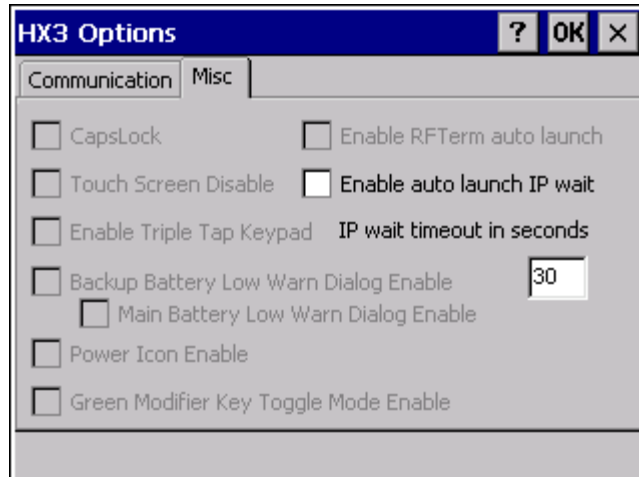 HX3 Options ? OK ×
Communication Misc
CapsLock Enable RFTerm auto launch
Touch Screen Disable Enable auto launch IP wait
Enable Triple Tap Keypad IP wait timeout in seconds
Backup Battery Low Warn Dialog Enable 30
Main Battery Low Warn Dialog Enable
Power Icon Enable
Green Modifier Key Toggle Mode Enable